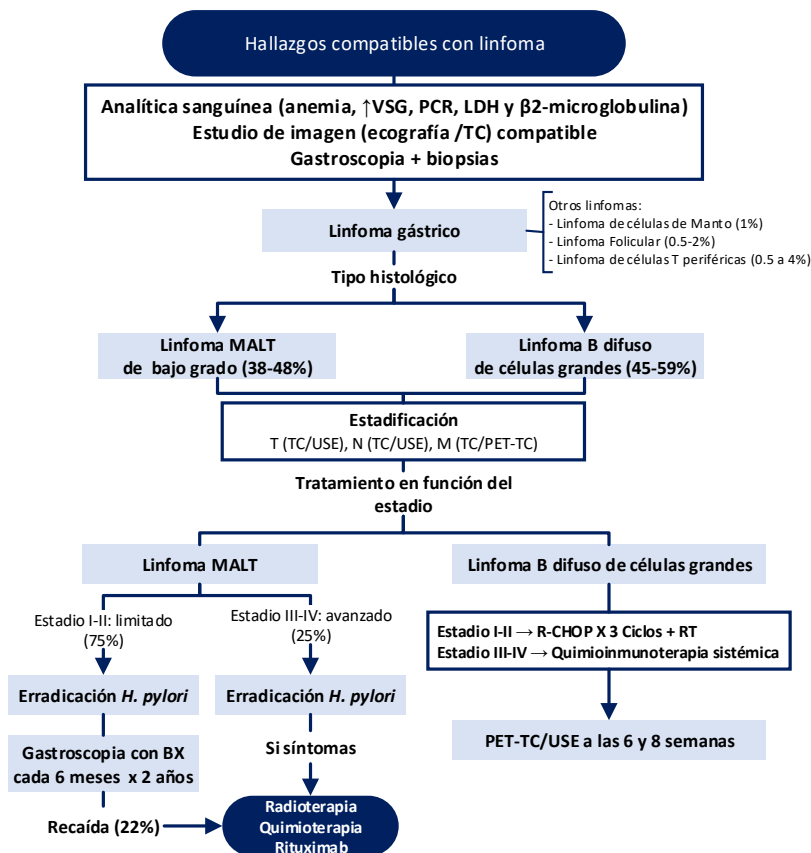 Hallazgos compatibles con linfoma
Analítica sanguínea (anemia, ↑VSG, PCR, LDH y β2-microglobulina)
Estudio de imagen (ecografía /TC) compatible
Gastroscopia + biopsias
Linfoma gástrico
Otros linfomas:
- Linfoma de células de Manto (1%)
- Linfoma Folicular (0.5-2%)
- Linfoma de células T periféricas (0.5 a 4%)
Tipo histológico
Linfoma MALT
de bajo grado (38-48%)
Linfoma B difuso
de células grandes (45-59%)
Estadificación
T (TC/USE), N (TC/USE), M (TC/PET-TC)
Tratamiento en función del
estadio
Linfoma MALT
Linfoma B difuso de células grandes
Estadio I-II: limitado
(75%)
Estadio III-IV: avanzado
(25%)
Estadio I-II → R-CHOP X 3 Ciclos + RT
Estadio III-IV → Quimioinmunoterapia sistémica
Erradicación H. pylori
Erradicación H. pylori
Gastroscopia con BX
cada 6 meses x 2 años
Si síntomas
PET-TC/USE a las 6 y 8 semanas
Recaída (22%)
Radioterapia
Quimioterapia
Rituximab